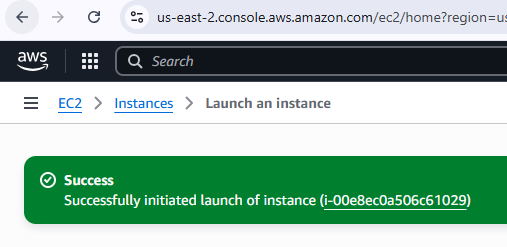 us-east-2.console.aws.amazon.com/ec2/home?region=us
aws
Search
EC2 > Instances > Launch an instance
Success
Successfully initiated launch of instance (i-00e8ec0a506c61029)